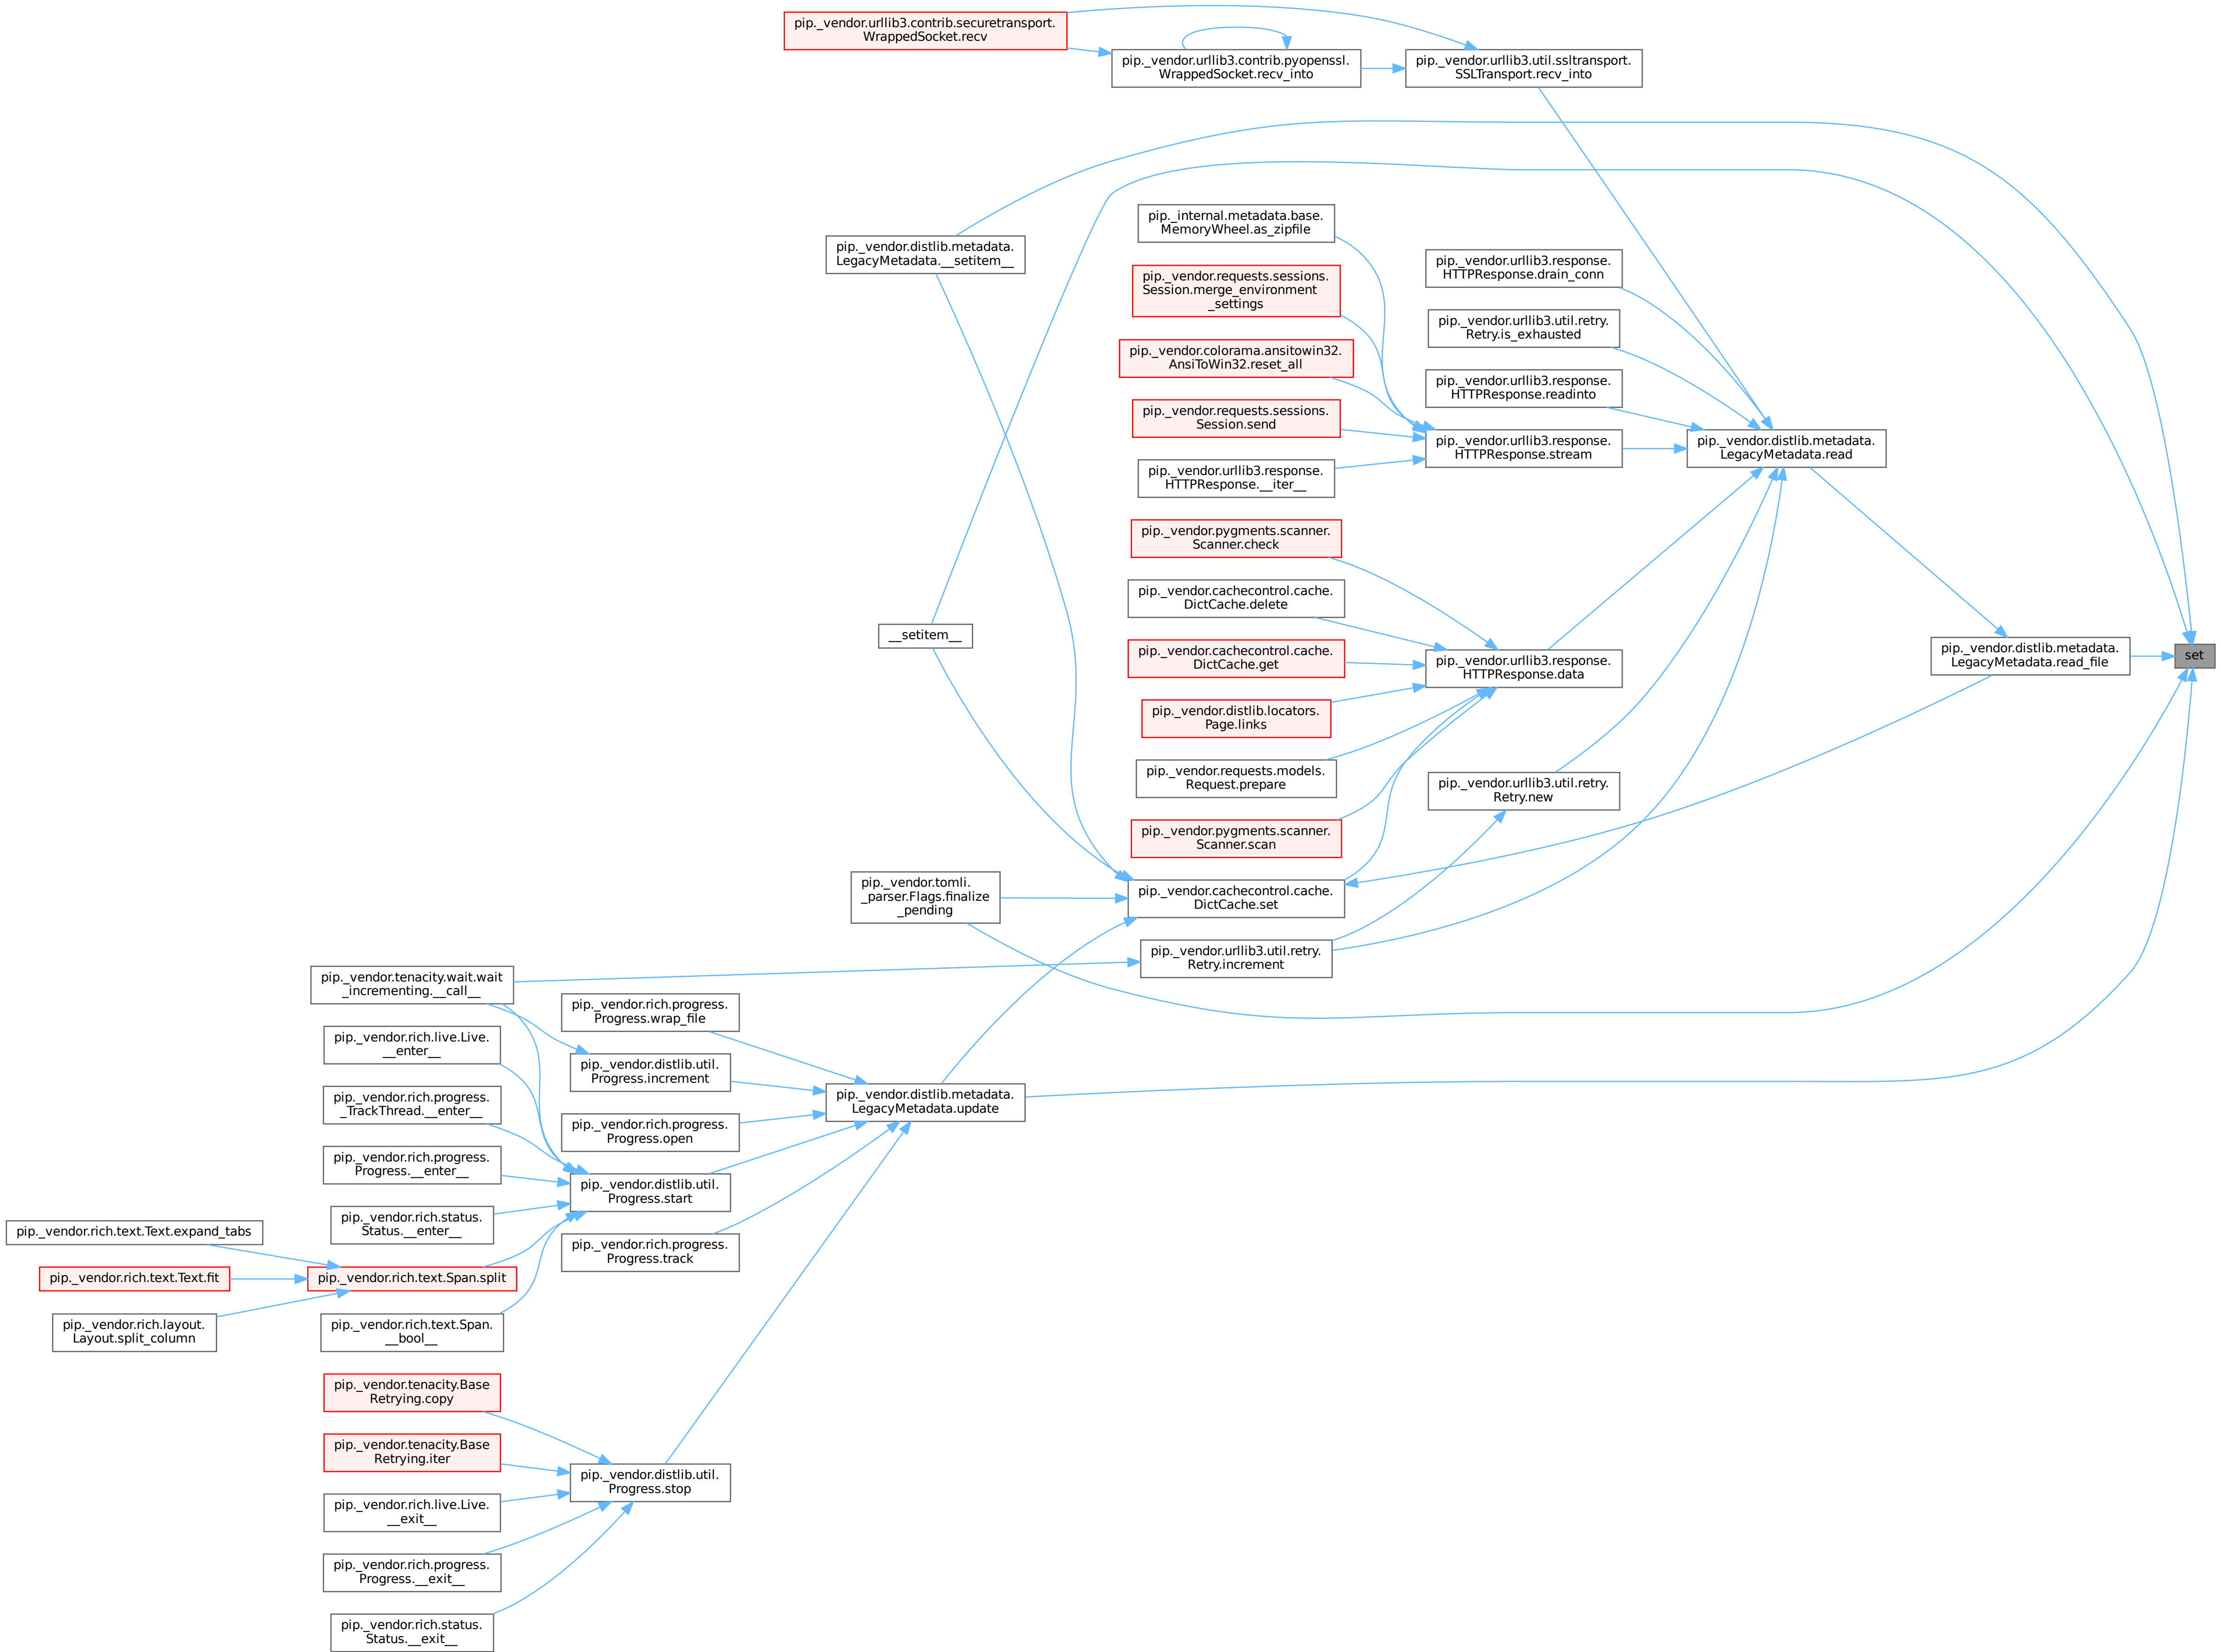 pip._vendor.urllib3.contrib.securetransport.
WrappedSocket.recv
pip._vendor.urllib3.contrib.pyopenssl.
WrappedSocket.recv_into
pip._vendor.urllib3.util.ssltransport.
SSLTransport.recv_into
pip._internal.metadata.base.
MemoryWheel.as_zipfile
pip._vendor.distlib.metadata.
LegacyMetadata.__setitem__
pip._vendor.urllib3.response.
HTTPResponse.drain_conn
pip._vendor.requests.sessions.
Session.merge_environment
_settings
pip._vendor.urllib3.util.retry.
Retry.is_exhausted
pip._vendor.colorama.ansitowin32.
AnsiToWin32.reset_all
pip._vendor.urllib3.response.
HTTPResponse.readinto
pip._vendor.requests.sessions.
Session.send
pip._vendor.urllib3.response.
HTTPResponse.stream
pip._vendor.distlib.metadata.
LegacyMetadata.read
pip._vendor.urllib3.response.
HTTPResponse.__iter__
pip._vendor.pygments.scanner.
Scanner.check
pip._vendor.cachecontrol.cache.
DictCache.delete
__setitem__
pip._vendor.cachecontrol.cache.
DictCache.get
pip._vendor.urllib3.response.
HTTPResponse.data
pip._vendor.distlib.metadata.
LegacyMetadata.read_file
set
pip._vendor.distlib.locators.
Page.links
pip._vendor.requests.models.
Request.prepare
pip._vendor.urllib3.util.retry.
Retry.new
pip._vendor.pygments.scanner.
Scanner.scan
pip._vendor.tomli.
_parser.Flags.finalize
_pending
pip._vendor.cachecontrol.cache.
DictCache.set
pip._vendor.urllib3.util.retry.
Retry.increment
pip._vendor.tenacity.wait.wait
_incrementing.__call__
pip._vendor.rich.progress.
Progress.wrap_file
pip._vendor.rich.live.Live.
__enter__
pip._vendor.distlib.util.
Progress.increment
pip._vendor.distlib.metadata.
LegacyMetadata.update
pip._vendor.rich.progress.
_TrackThread.__enter__
pip._vendor.rich.progress.
Progress.open
pip._vendor.rich.progress.
Progress.__enter__
pip._vendor.distlib.util.
Progress.start
pip._vendor.rich.status.
Status.__enter__
pip._vendor.rich.text.Text.expand_tabs
pip._vendor.rich.progress.
Progress.track
pip._vendor.rich.text.Text.fit
pip._vendor.rich.text.Span.split
pip._vendor.rich.layout.
Layout.split_column
pip._vendor.rich.text.Span.
__bool__
pip._vendor.tenacity.Base
Retrying.copy
pip._vendor.tenacity.Base
Retrying.iter
pip._vendor.distlib.util.
Progress.stop
pip._vendor.rich.live.Live.
__exit__
pip._vendor.rich.progress.
Progress.__exit__
pip._vendor.rich.status.
Status.__exit__